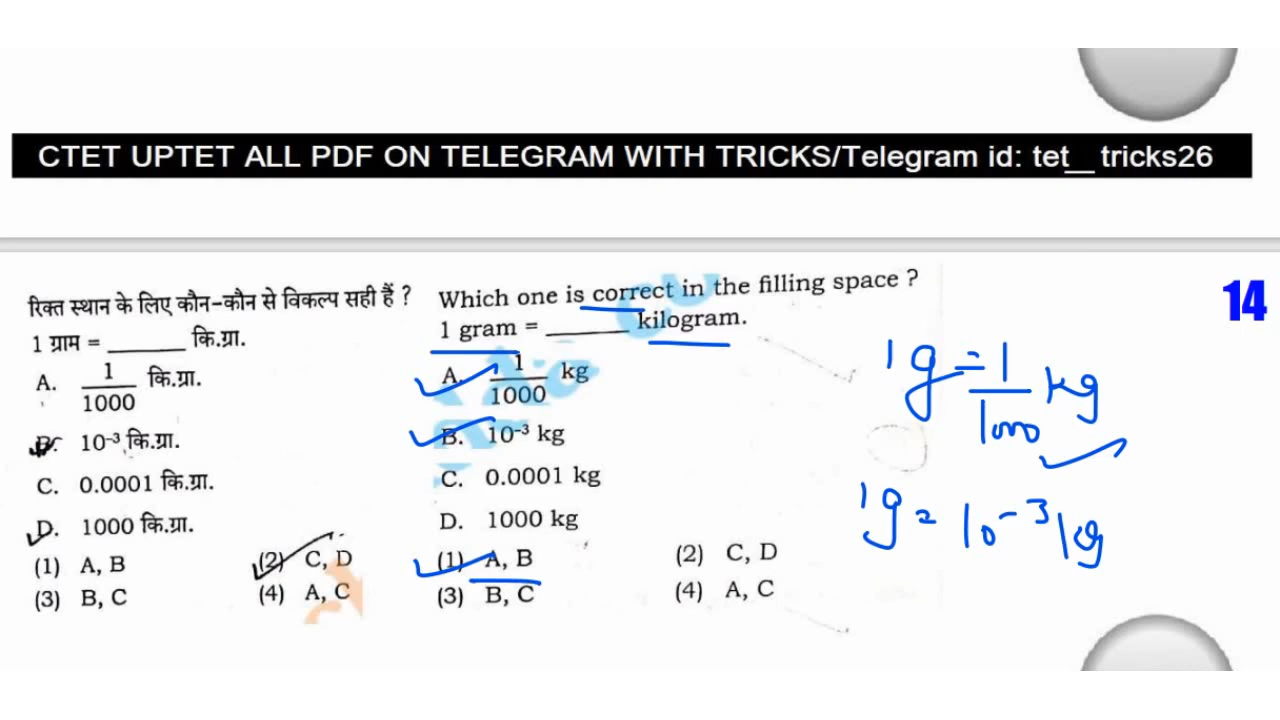 CTET UPTET ALL PDF ON TELEGRAM WITH TRICKS/Telegram id: tet__tricks26
14
रिक्त स्थान के लिए कौन-कौन से विकल्प सही हैं ?
1 ग्राम = ______ कि.ग्रा.
A. 1/1000 कि.ग्रा.
B. 10⁻³ कि.ग्रा.
C. 0.0001 कि.ग्रा.
D. 1000 कि.ग्रा.
(1) A, B (2) C, D
(3) B, C (4) A, C
Which one is correct in the filling space ?
1 gram = ______ kilogram.
A. 1/1000 kg
B. 10⁻³ kg
C. 0.0001 kg
D. 1000 kg
(1) A, B (2) C, D
(3) B, C (4) A, C
1g = 1/1000 kg
1g = 10⁻³ kg